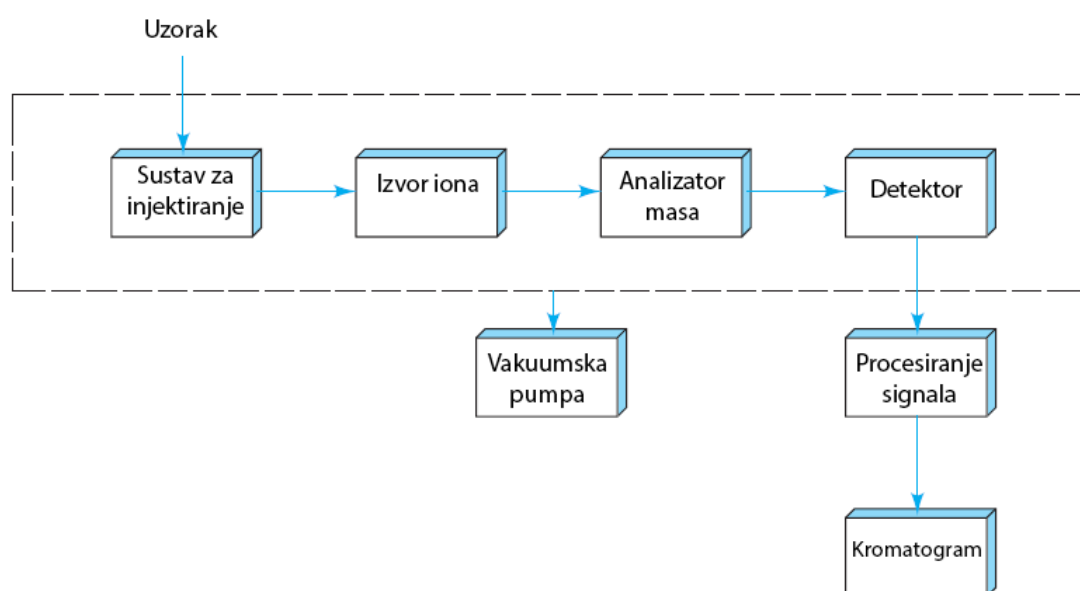 Uzorak
Sustav za
injektiranje
Izvor iona
Analizator
masa
Detektor
Vakuumska
pumpa
Procesiranje
signala
Kromatogram